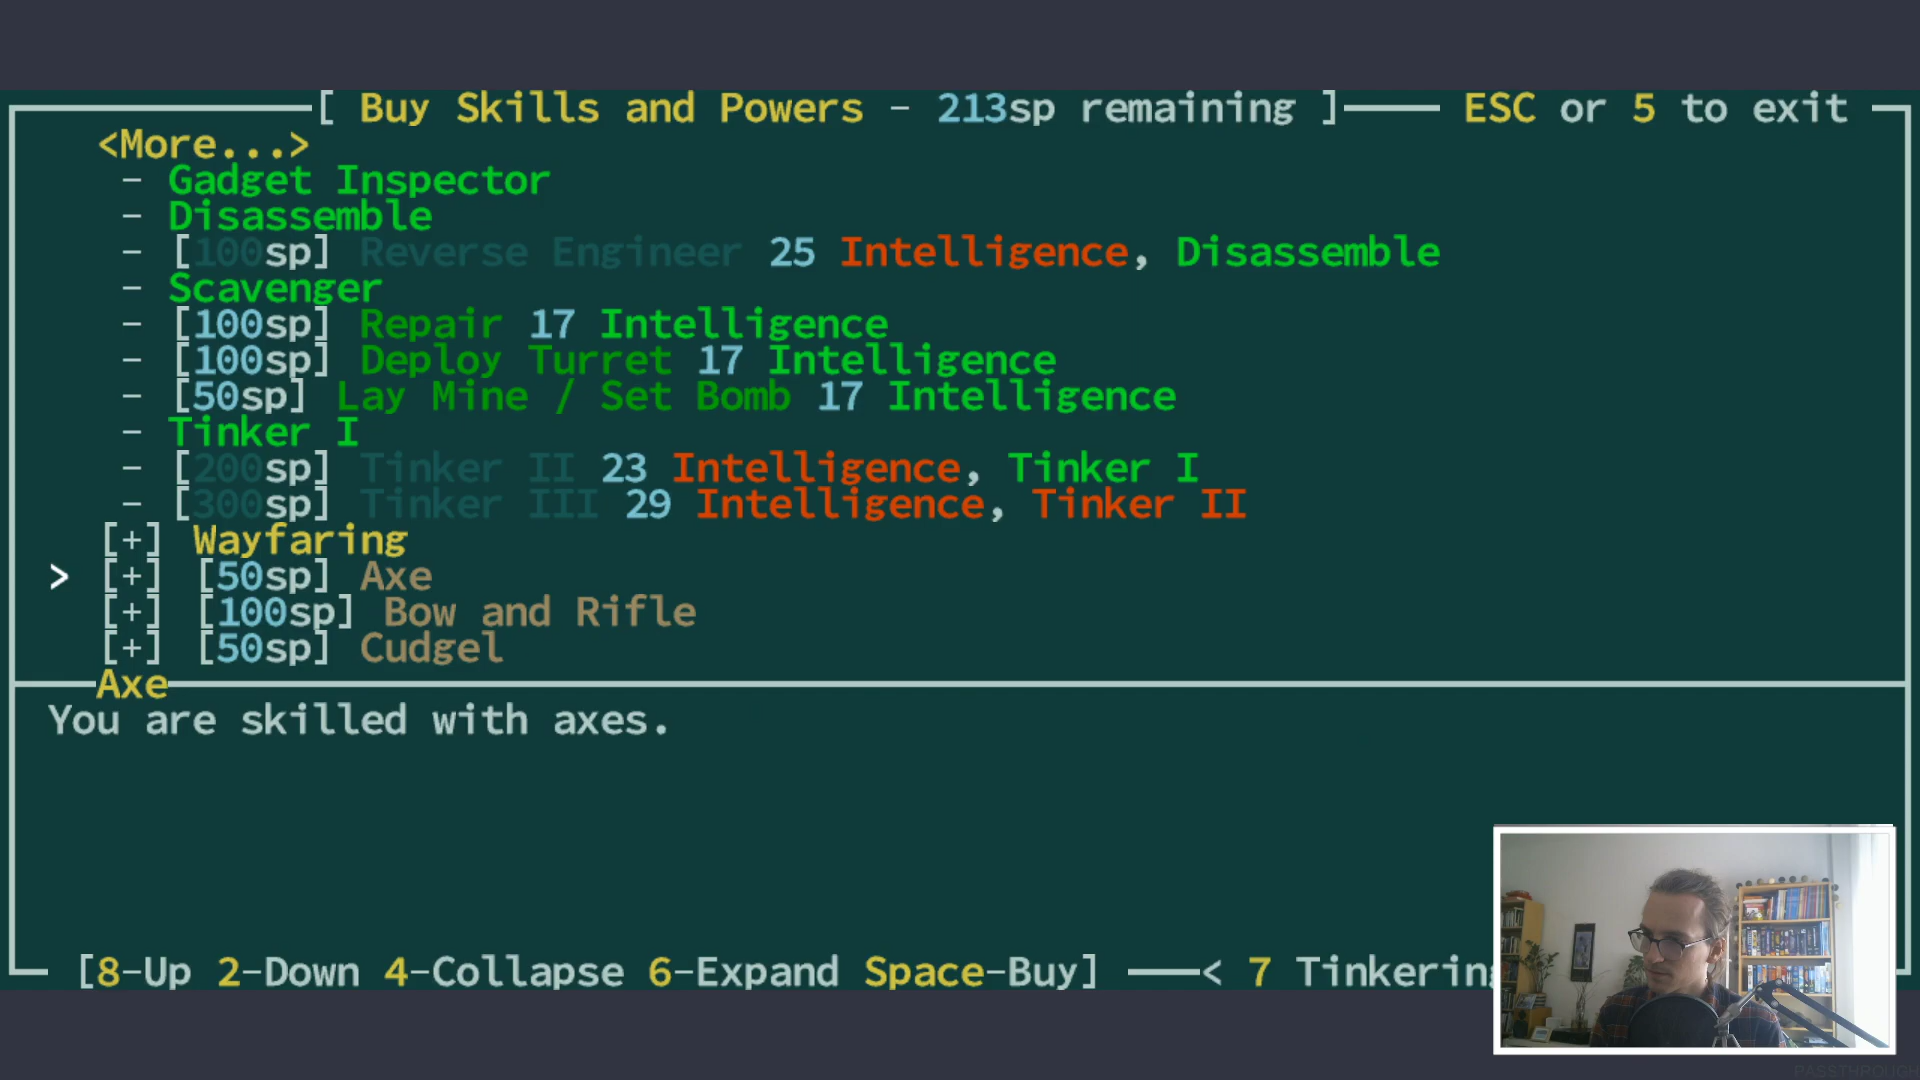 [ Buy Skills and Powers - 213sp remaining ] ESC or 5 to exit
<More...>
- Gadget Inspector
- Disassemble
- [100sp] Reverse Engineer 25 Intelligence, Disassemble
- Scavenger
- [100sp] Repair 17 Intelligence
- [100sp] Deploy Turret 17 Intelligence
- [50sp] Lay Mine / Set Bomb 17 Intelligence
- Tinker I
- [200sp] Tinker II 23 Intelligence, Tinker I
- [300sp] Tinker III 29 Intelligence, Tinker II
[+] Wayfaring
> [+] [50sp] Axe
[+] [100sp] Bow and Rifle
[+] [50sp] Cudgel
Axe
You are skilled with axes.
[8-Up 2-Down 4-Collapse 6-Expand Space-Buy] < 7 Tinkering
PASSTHROUGH